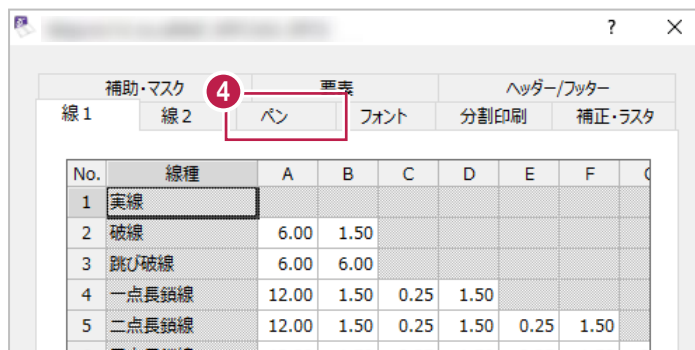 ?
補助・マスク 要素 ヘッダー/フッター
4
線1 線2 ペン フォント 分割印刷 補正・ラスタ
No. 線種 A B C D E F
1 実線
2 破線 6.00 1.50
3 跳び破線 6.00 6.00
4 一点長鎖線 12.00 1.50 0.25 1.50
5 二点長鎖線 12.00 1.50 0.25 1.50 0.25 1.50